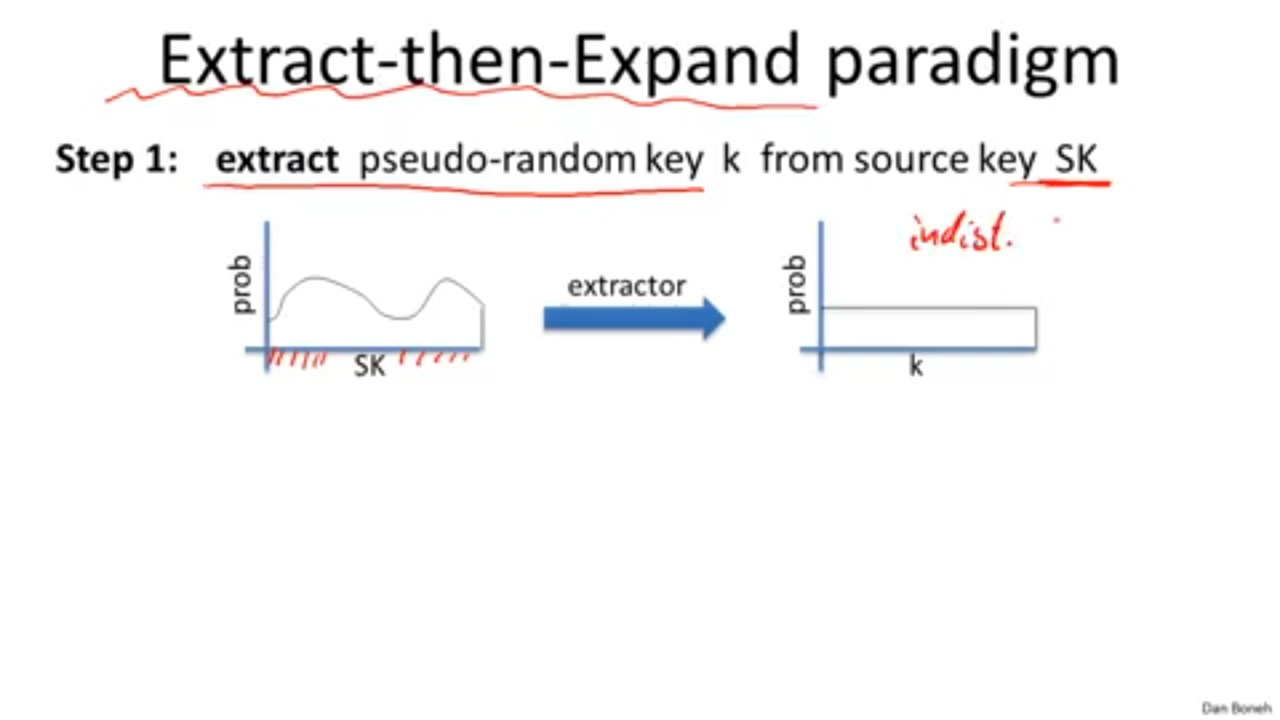 Extract-then-Expand paradigm
Step 1: extract pseudo-random key k from source key SK
indist.
prob
extractor
prob
SK
k
Dan Boneh